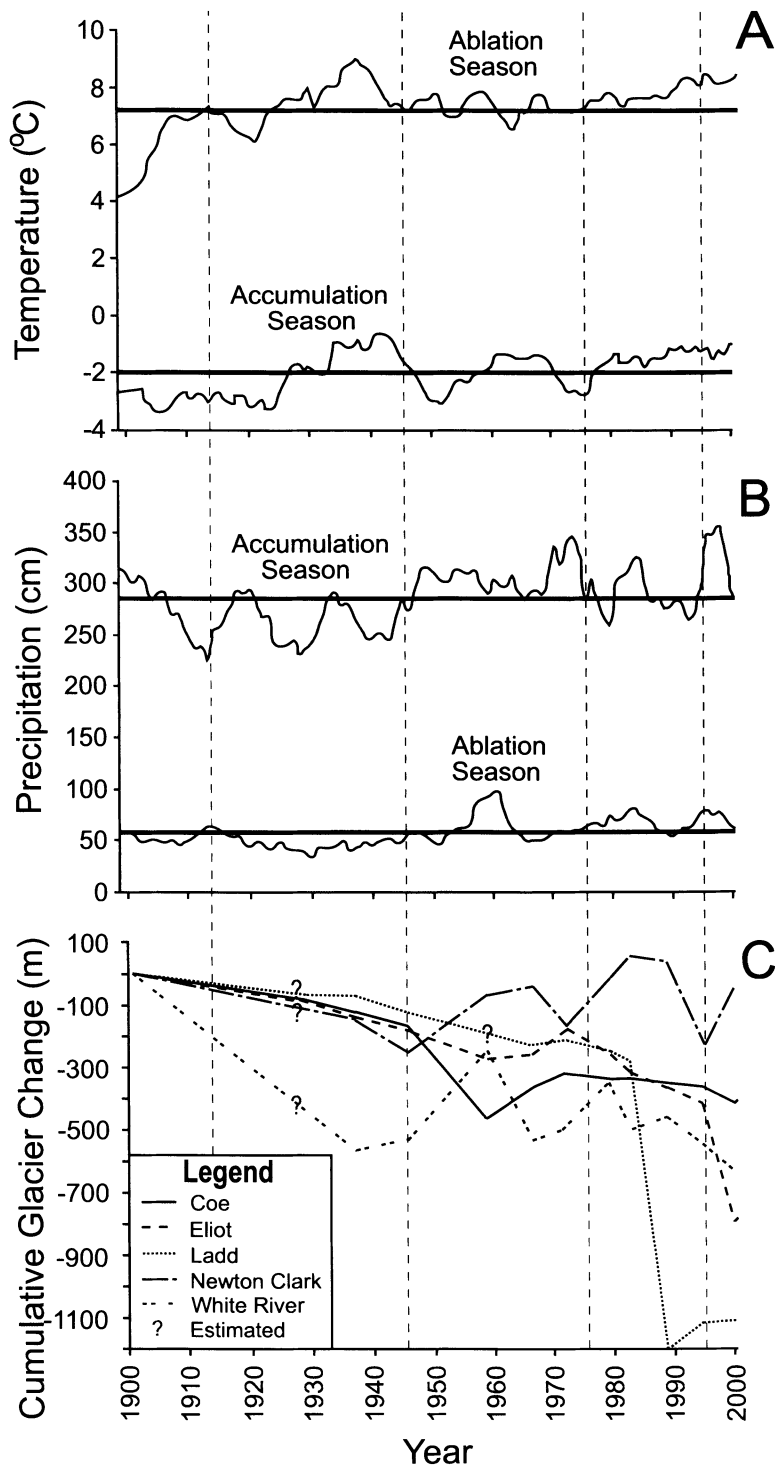 A
10
8
6
4
2
0
-2
-4
Temperature (ºC)
Ablation
Season
Accumulation
Season
B
400
350
300
250
200
150
100
50
0
Precipitation (cm)
Accumulation
Season
Ablation
Season
C
100
-100
-300
-500
-700
-900
-1100
Cumulative Glacier Change (m)
?
?
?
?
Legend
Coe
Eliot
Ladd
Newton Clark
White River
? Estimated
1900
1910
1920
1930
1940
1950
1960
1970
1980
1990
2000
Year